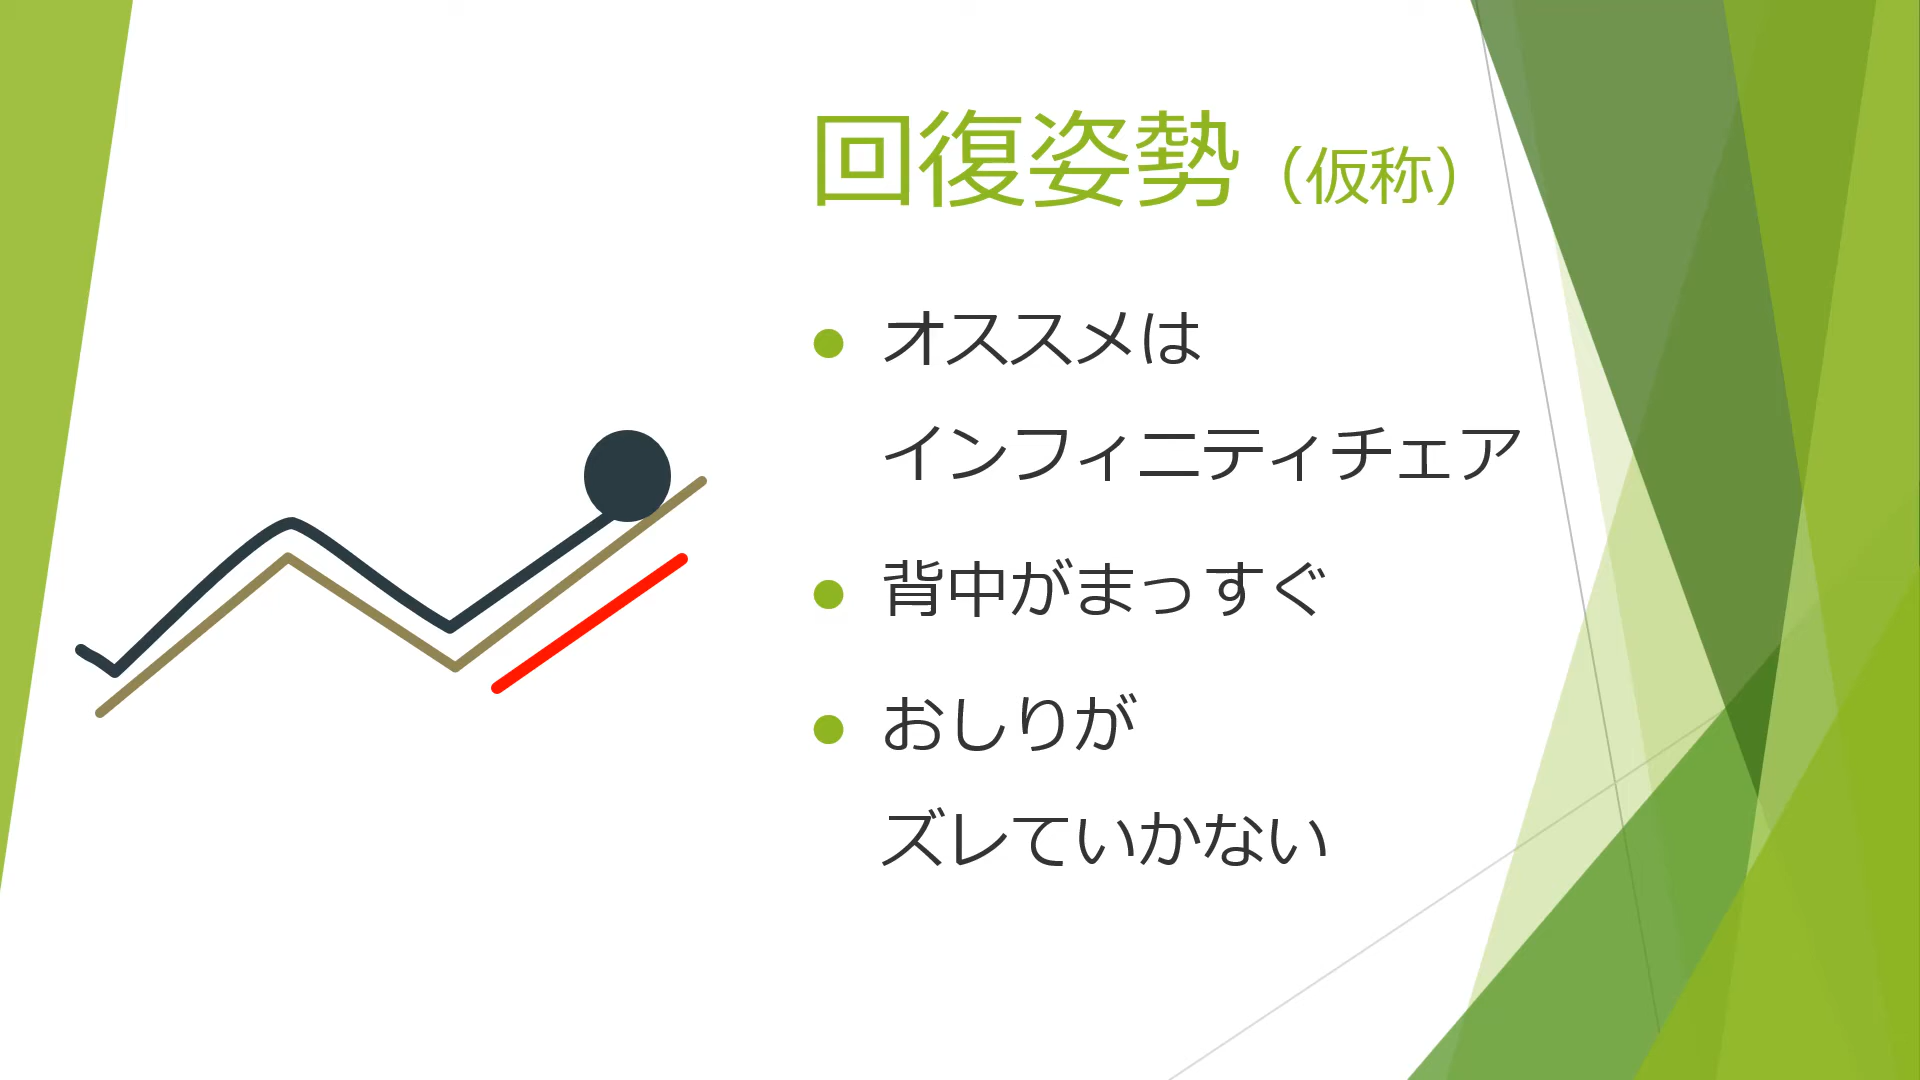 回復姿勢（仮称）
オススメは
インフィニティチェア
背中がまっすぐ
おしりが
ズレていかない